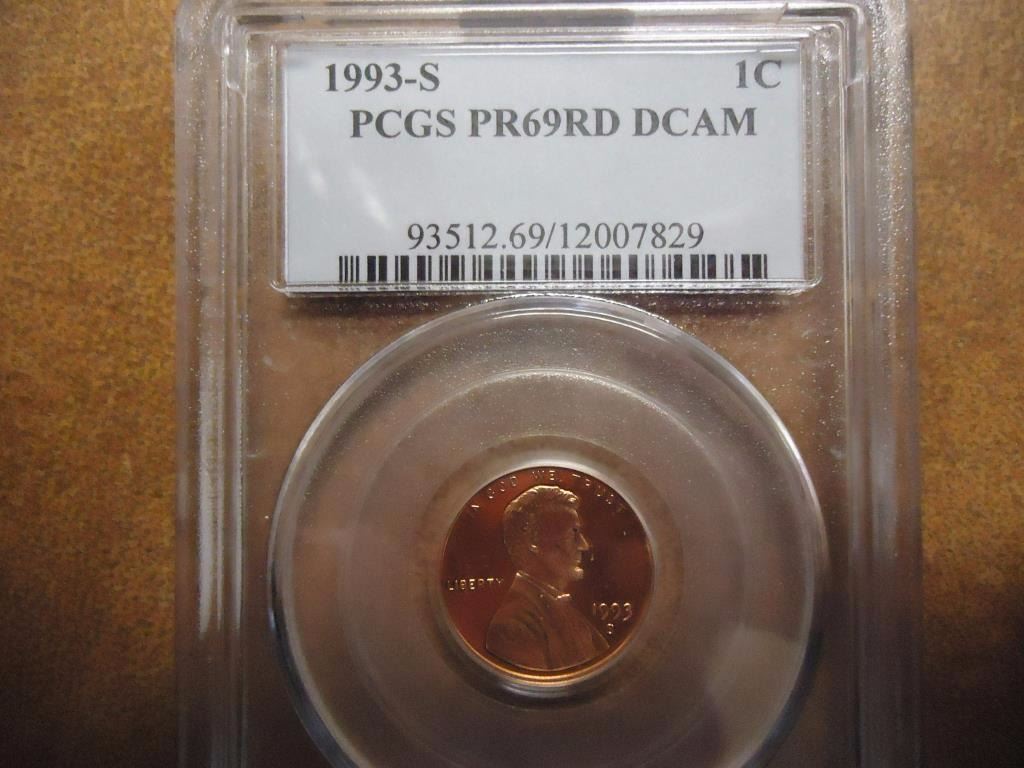 1993-S 1C
PCGS PR69RD DCAM
93512.69/12007829
IN GOD WE TRUST
LIBERTY
1993
S